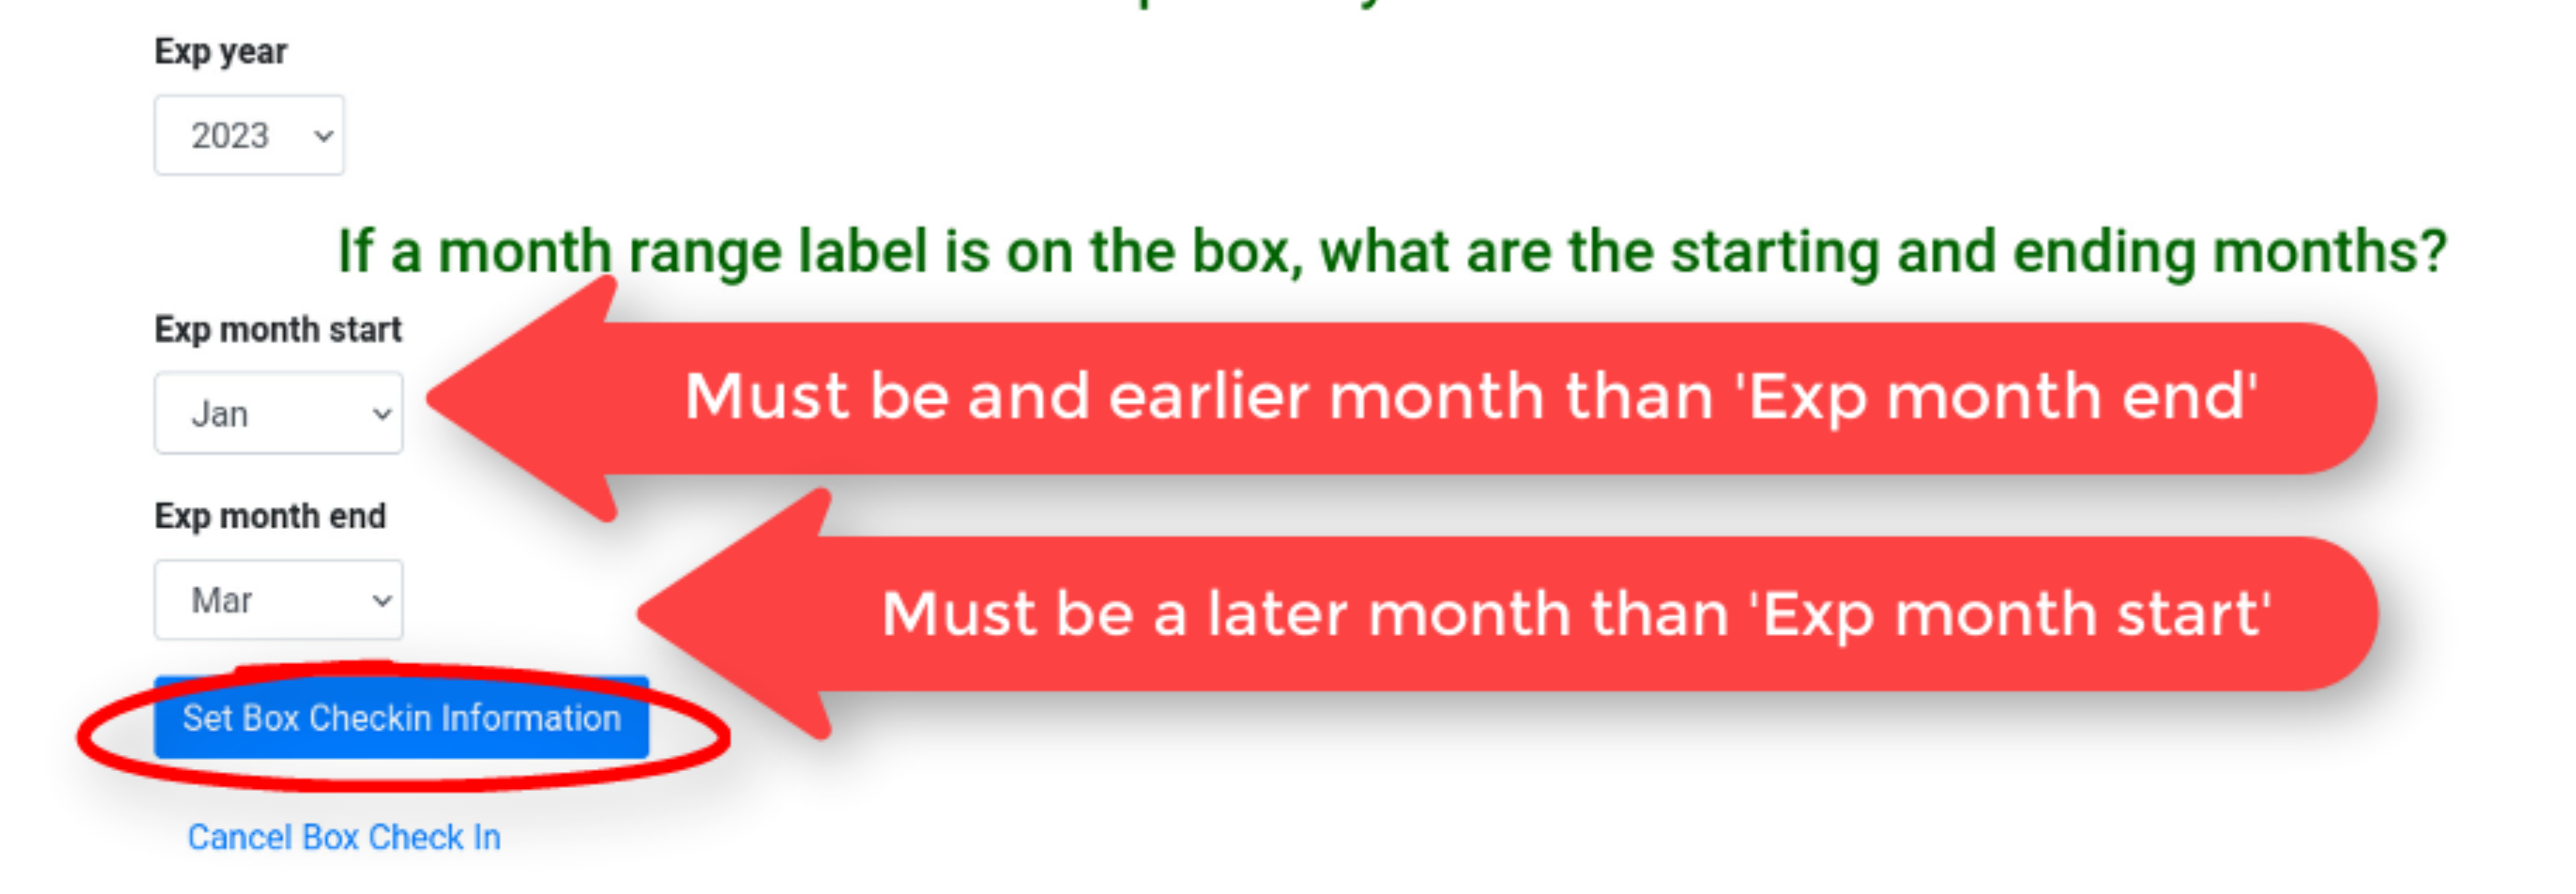 Exp year
2023
If a month range label is on the box, what are the starting and ending months?
Exp month start
Jan
Must be and earlier month than 'Exp month end'
Exp month end
Mar
Must be a later month than 'Exp month start'
Set Box Checkin Information
Cancel Box Check In